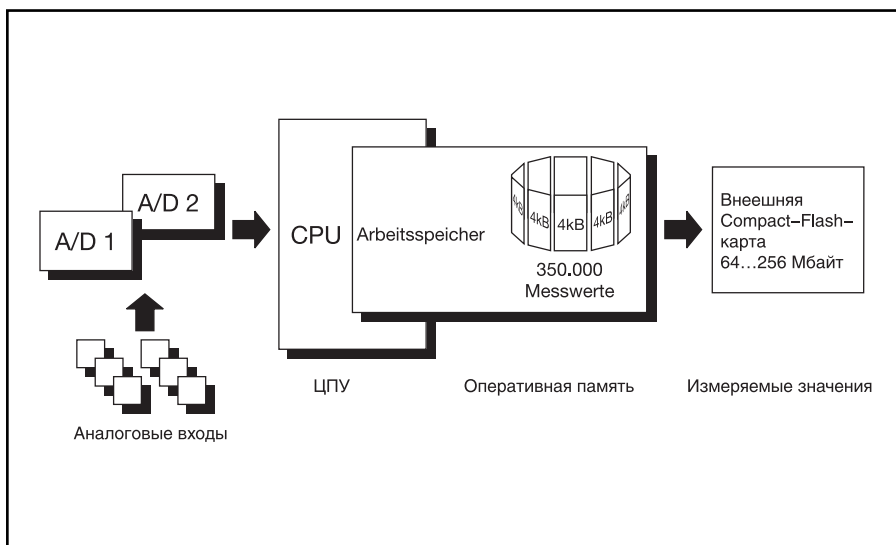 A/D 1
A/D 2
CPU
Arbeitsspeicher
4kB
4kB
4kB
4kB
4kB
350.000
Messwerte
Внеешняя
Compact–Flash–
карта
64...256 Мбайт
ЦПУ
Оперативная память
Измеряемые значения
Аналоговые входы